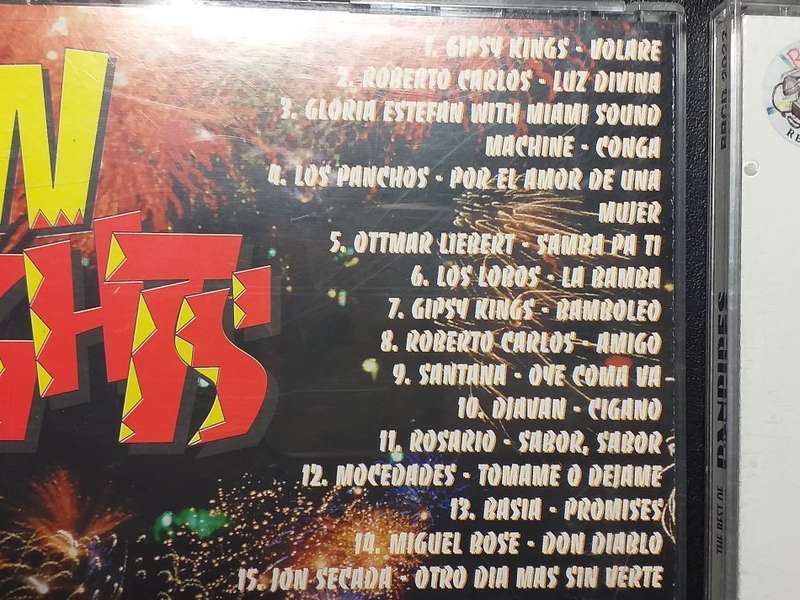 N
GHTS
1. GIPSY KINGS - VOLARE
2. ROBERTO CARLOS - LUZ DIVINA
3. GLORIA ESTEFAN WITH MIAMI SOUND
MACHINE - CONGA
4. LOS PANCHOS - POR EL AMOR DE UNA
MUJER
5. OTTMAR LIEBERT - SAMBA PA TI
6. LOS LOBOS - LA BAMBA
7. GIPSY KINGS - BAMBOLEO
8. ROBERTO CARLOS - AMIGO
9. SANTANA - OYE COMA VA
10. DJAVAN - CIGANO
11. ROSARIO - SABOR, SABOR
12. MOCEDADES - TOMAME O DEJAME
13. BASIA - PROMISES
14. MIGUEL BOSE - DON DIABLO
15. JON SECADA - OTRO DIA MAS SIN VERTE
THE BEST OF PANPIPES